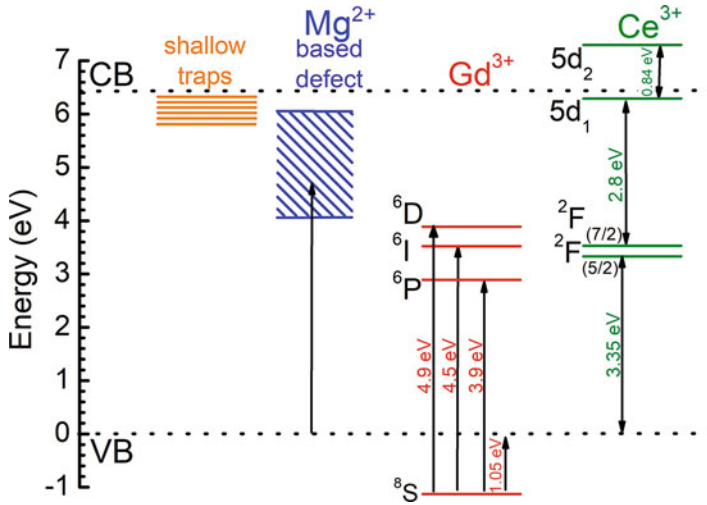 Energy (eV)
7
6
5
4
3
2
1
0
-1
CB
VB
shallow
traps
Mg2+
based
defect
Gd3+
6D
6I
6P
8S
4.9 eV
4.5 eV
3.9 eV
1.05 eV
Ce3+
5d2
0.84 eV
5d1
2.8 eV
2F
(7/2)
2F
(5/2)
3.35 eV